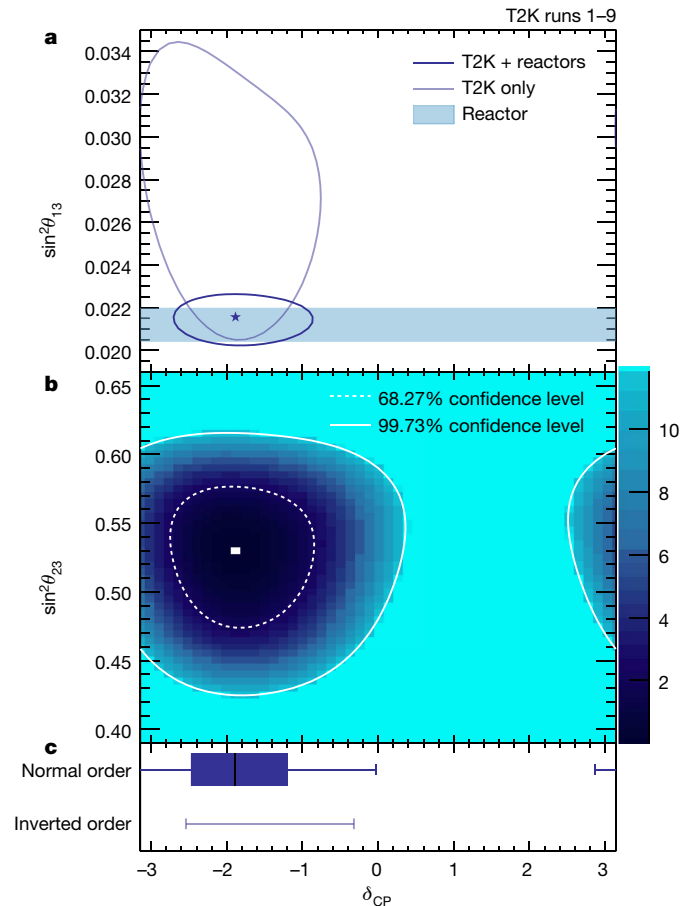 T2K runs 1–9
a
T2K + reactors
T2K only
Reactor
0.034
0.032
0.030
0.028
0.026
0.024
0.022
0.020
sin²θ₁₃
b
68.27% confidence level
99.73% confidence level
0.65
0.60
0.55
0.50
0.45
0.40
sin²θ₂₃
10
8
6
4
2
c
Normal order
Inverted order
−3 −2 −1 0 1 2 3
δCP